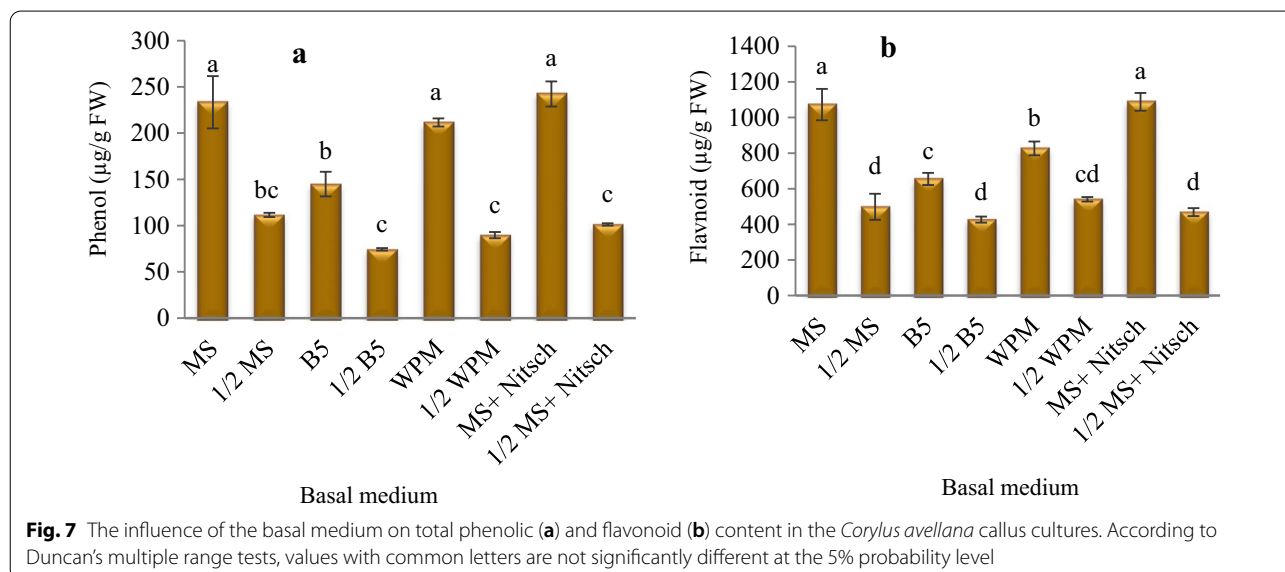 a
Phenol (µg/g FW)
300
250
200
150
100
50
0
a
bc
b
c
a
c
a
c
MS
1/2 MS
B5
1/2 B5
WPM
1/2 WPM
MS+ Nitsch
1/2 MS+ Nitsch
Basal medium
b
Flavnoid (µg/g FW)
1400
1200
1000
800
600
400
200
0
a
d
c
d
b
cd
a
d
MS
1/2 MS
B5
1/2 B5
WPM
1/2 WPM
MS+ Nitsch
1/2 MS+ Nitsch
Basal medium
Fig. 7 The influence of the basal medium on total phenolic (a) and flavonoid (b) content in the Corylus avellana callus cultures. According to
Duncan's multiple range tests, values with common letters are not significantly different at the 5% probability level